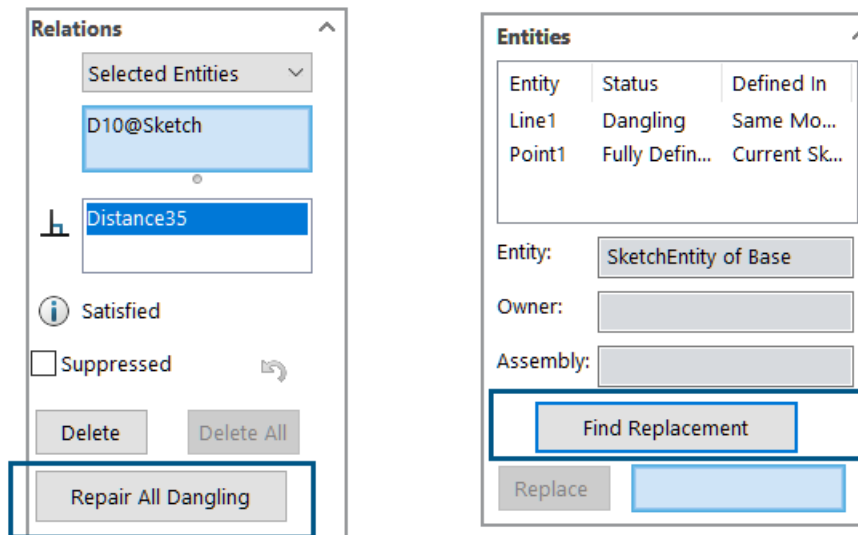 Relations
Selected Entities
D10@Sketch
Distance35
Satisfied
Suppressed
Delete Delete All
Repair All Dangling
Entities
Entity Status Defined In
Line1 Dangling Same Mo...
Point1 Fully Defin... Current Sk...
Entity: SketchEntity of Base
Owner:
Assembly:
Find Replacement
Replace